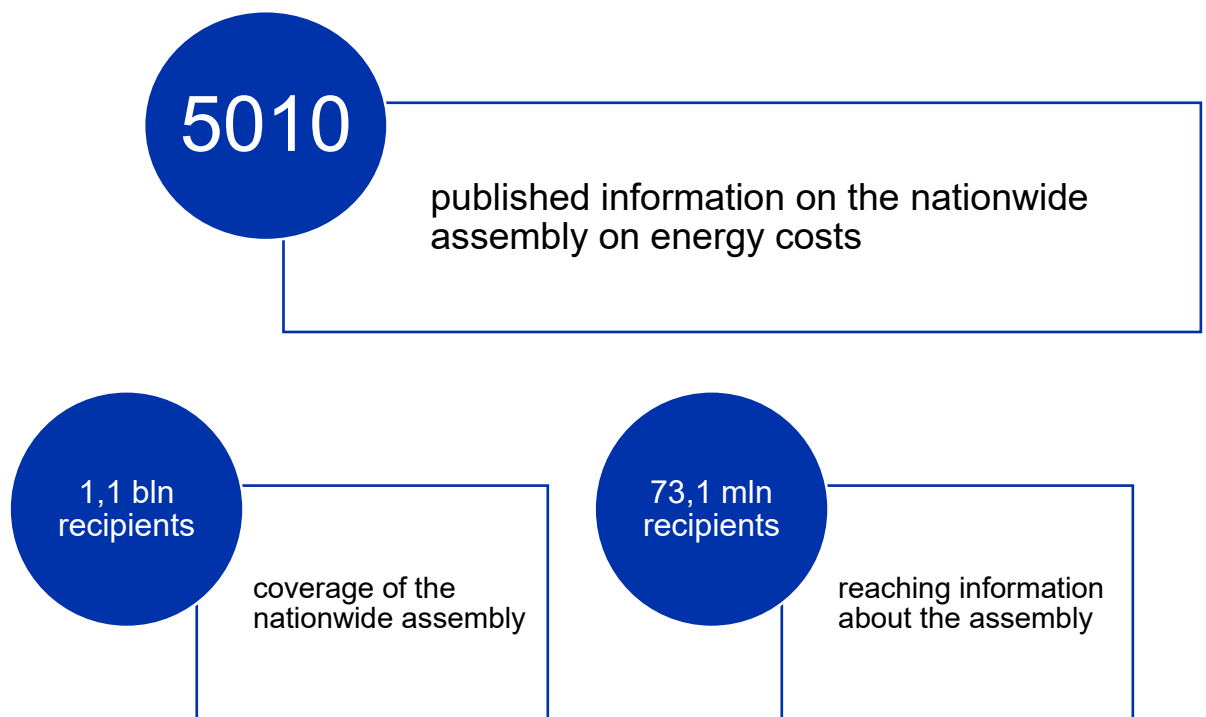 5010
published information on the nationwide
assembly on energy costs
1,1 bln
recipients
coverage of the
nationwide assembly
73,1 mln
recipients
reaching information
about the assembly